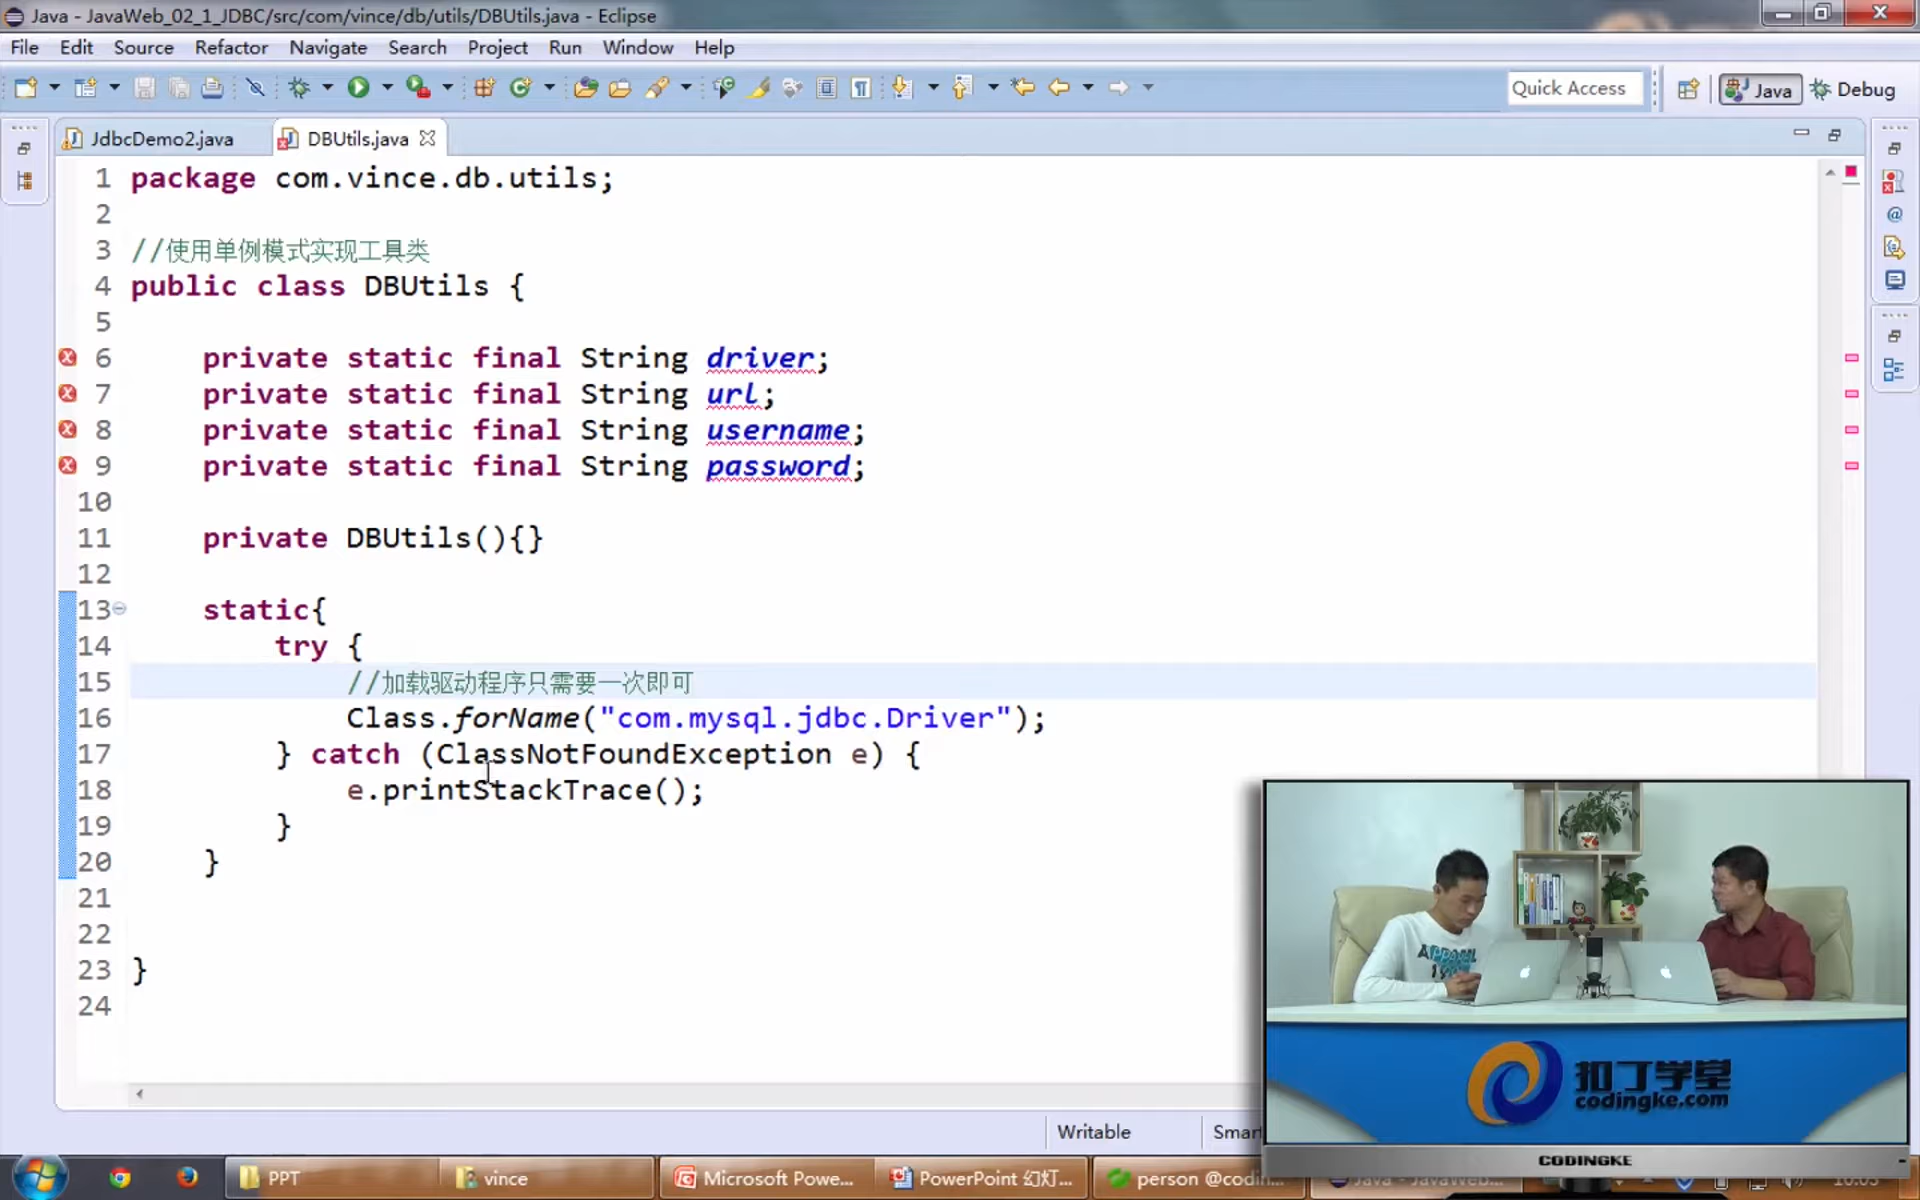 Java - JavaWeb_02_1_JDBC/src/com/vince/db/utils/DBUtils.java - Eclipse
File Edit Source Refactor Navigate Search Project Run Window Help
Quick Access Java Debug
JdbcDemo2.java DBUtils.java
1 package com.vince.db.utils;
2
3 //使用单例模式实现工具类
4 public class DBUtils {
5
6 private static final String driver;
7 private static final String url;
8 private static final String username;
9 private static final String password;
10
11 private DBUtils(){}
12
13 static{
14 try {
15 //加载驱动程序只需要一次即可
16 Class.forName("com.mysql.jdbc.Driver");
17 } catch (ClassNotFoundException e) {
18 e.printStackTrace();
19 }
20 }
21
22
23 }
24
扣丁学堂
codingke.com
CODINGKE
Writable Smar
PPT vince Microsoft Powe... PowerPoint 幻灯... person @codin... Java - JavaWeb...